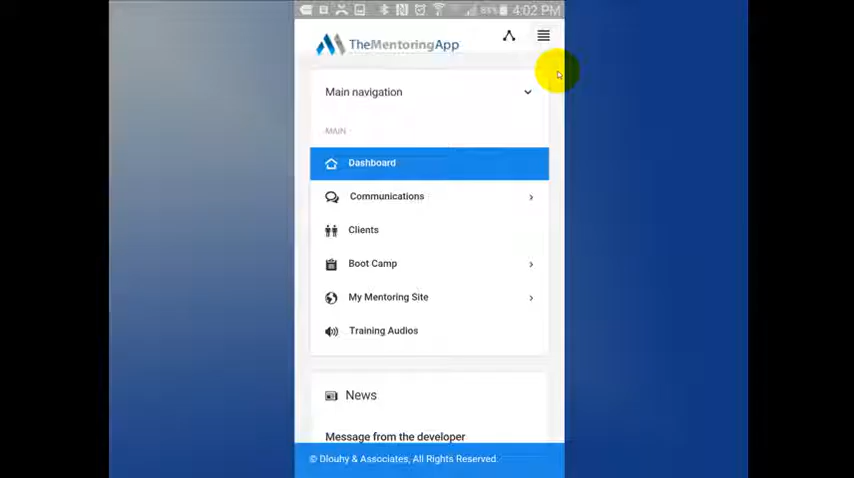 83% 4:02 PM
TheMentoringApp
Main navigation
MAIN
Dashboard
Communications
Clients
Boot Camp
My Mentoring Site
Training Audios
News
Message from the developer
© Dlouhy & Associates, All Rights Reserved.